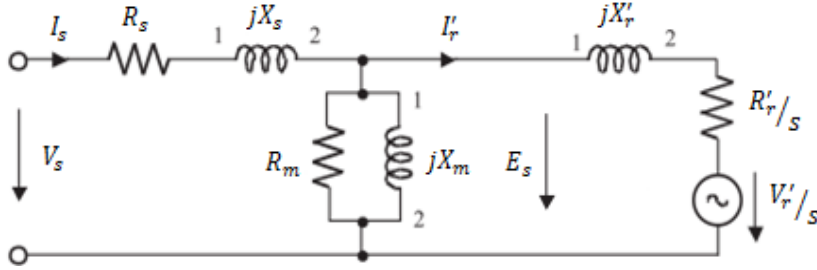 I_s R_s 1 jX_s 2 I'_r 1 jX'_r 2
R'_r/s
V_s R_m 1 jX_m 2 E_s V'_r/s